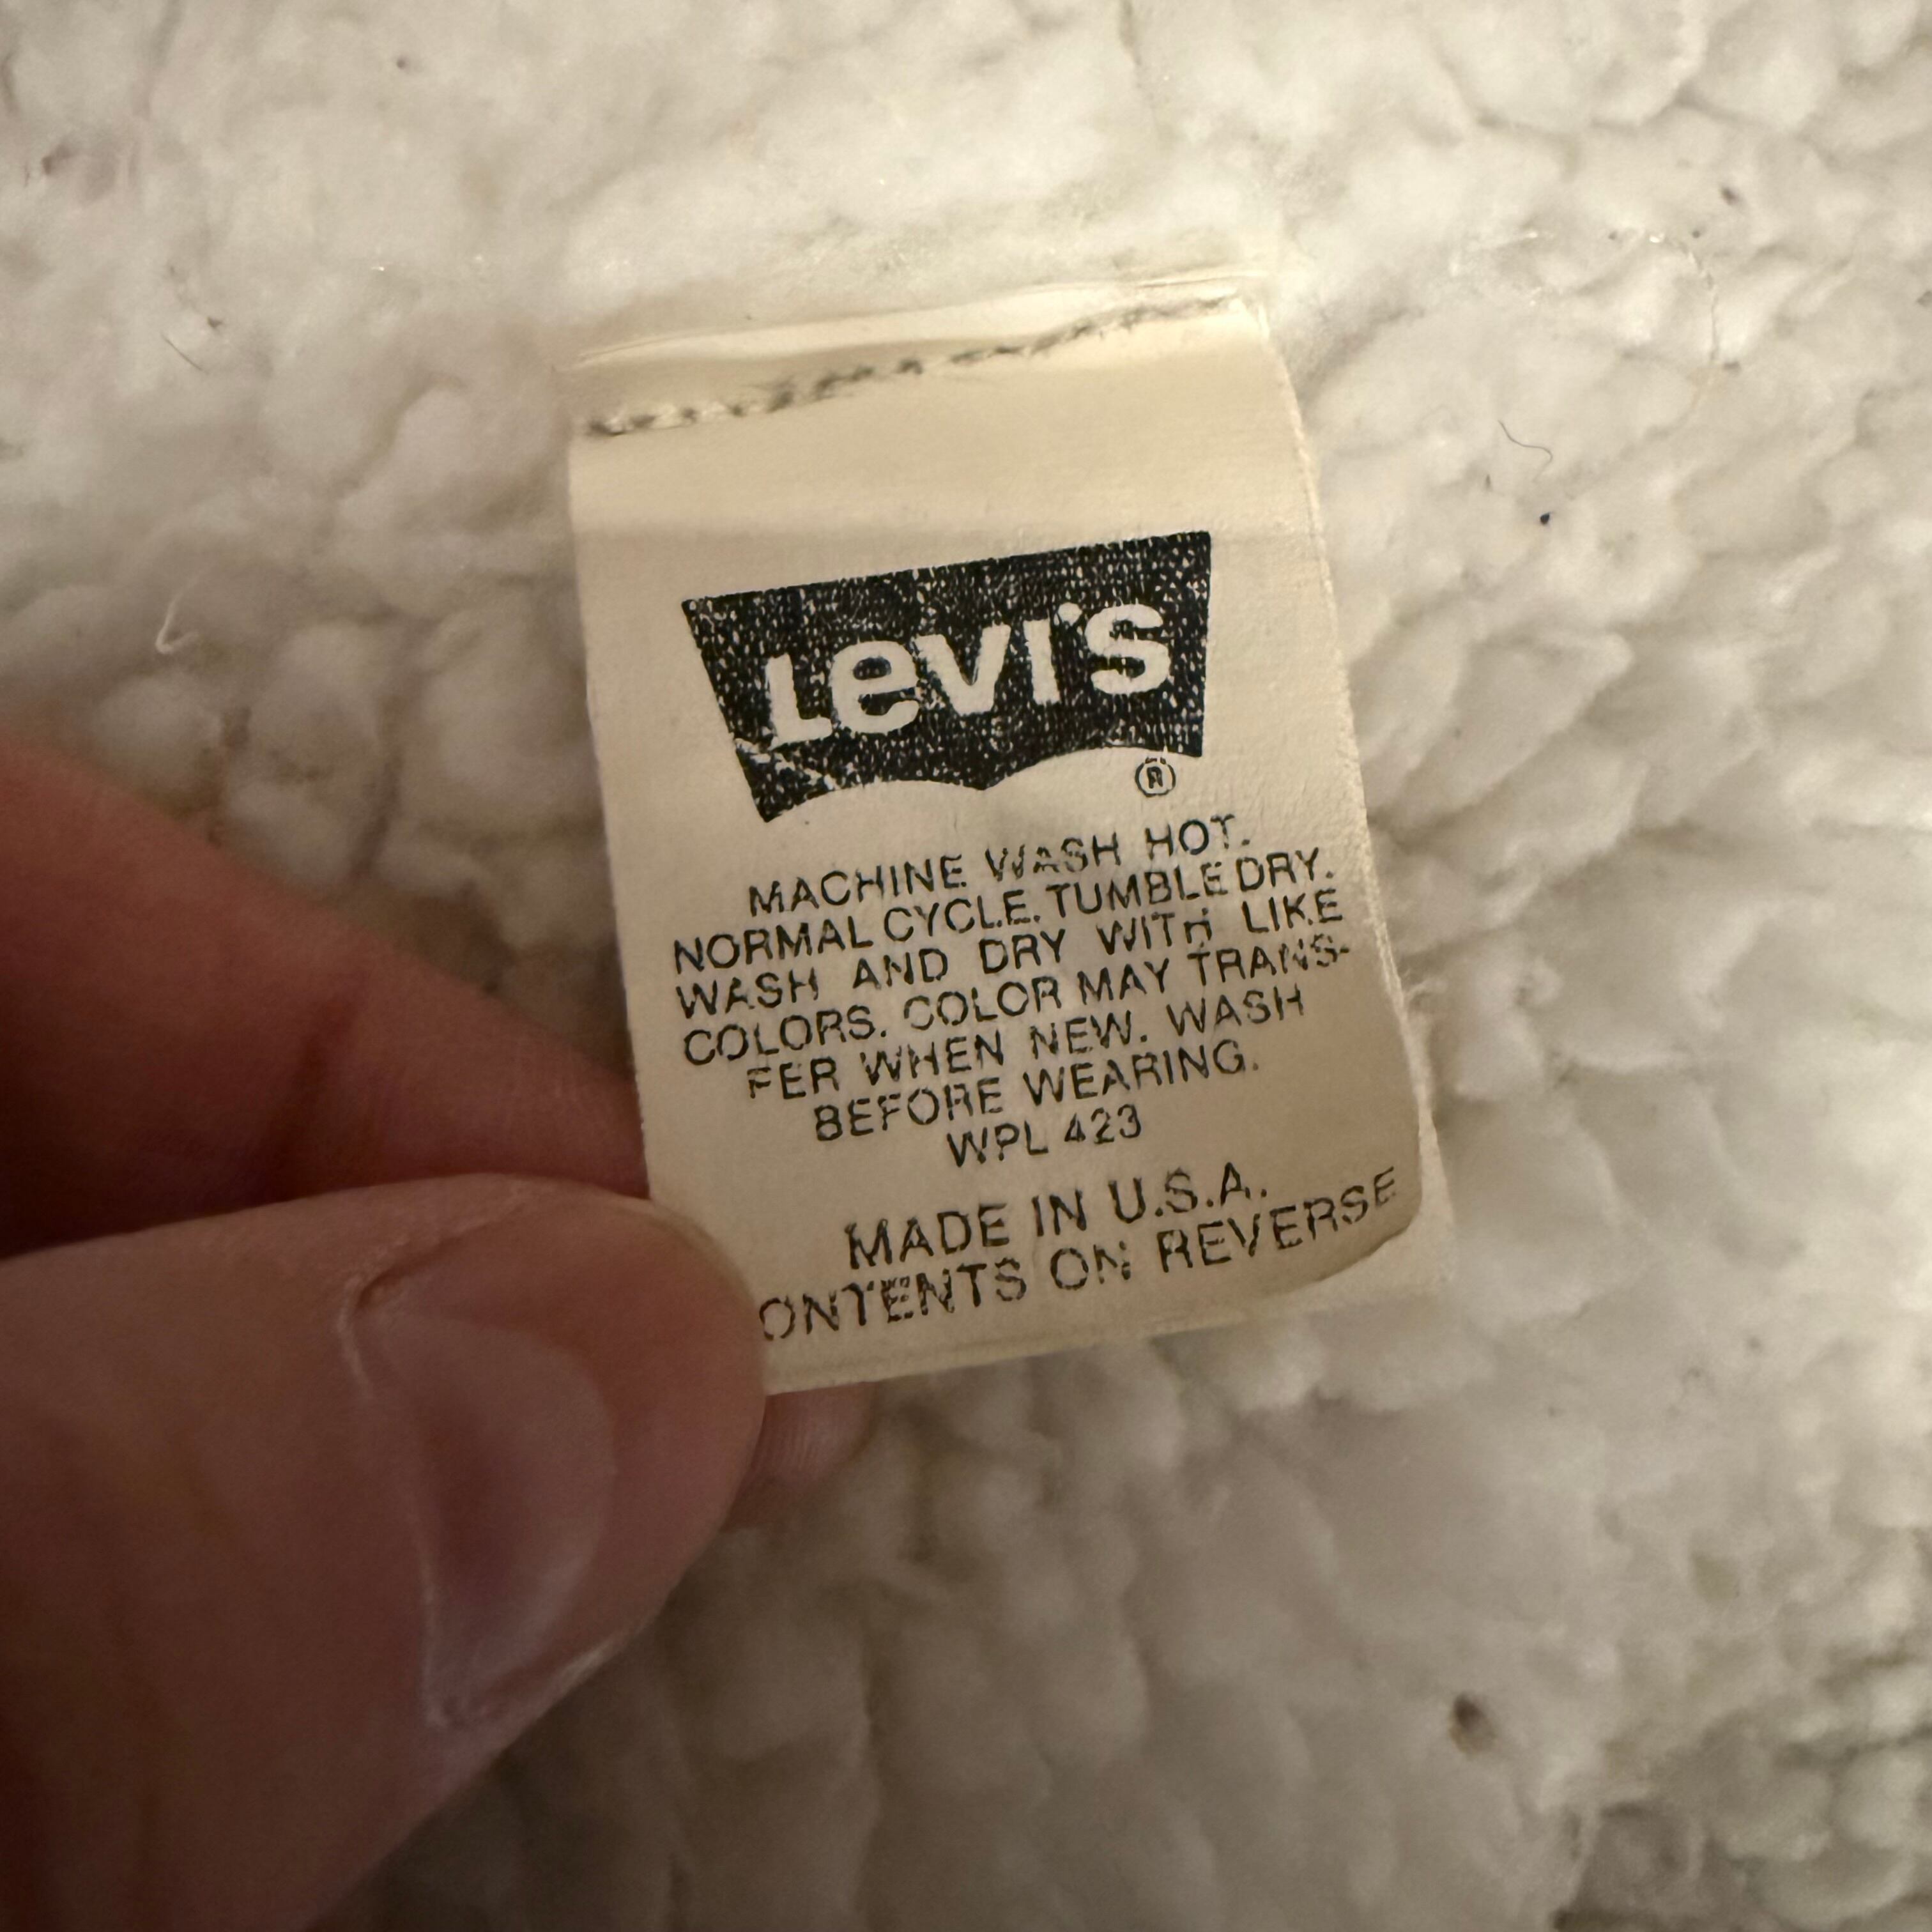 Levi's
®
MACHINE WASH HOT.
NORMAL CYCLE. TUMBLE DRY.
WASH AND DRY WITH LIKE
COLORS. COLOR MAY TRANS-
FER WHEN NEW. WASH
BEFORE WEARING.
WPL 423
MADE IN U.S.A.
ONTENTS ON REVERSE